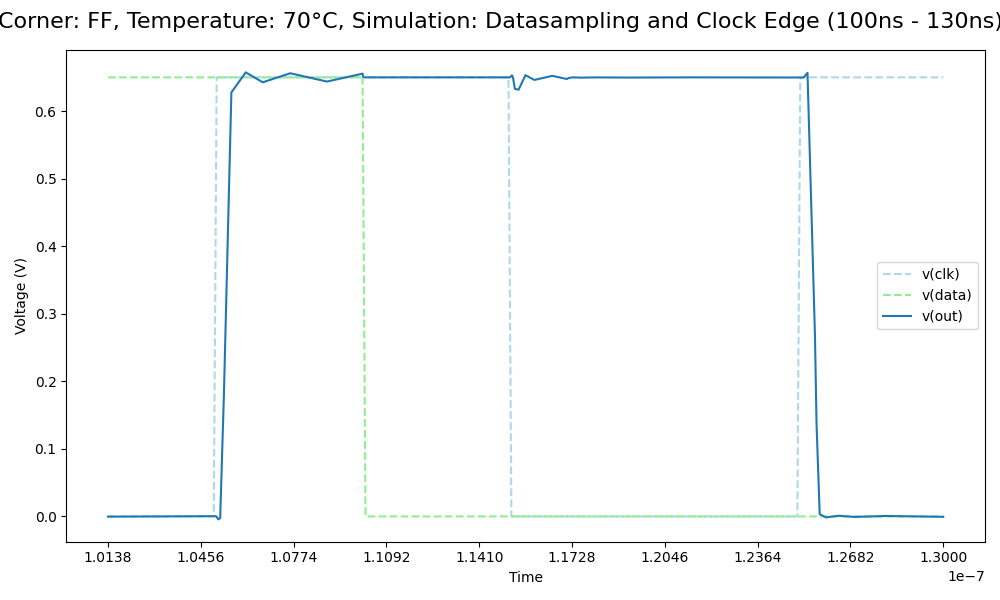 Corner: FF, Temperature: 70°C, Simulation: Datasampling and Clock Edge (100ns - 130ns)
0.6
0.5
0.4
0.3
0.2
0.1
0.0
Voltage (V)
v(clk)
v(data)
v(out)
1.0138 1.0456 1.0774 1.1092 1.1410 1.1728 1.2046 1.2364 1.2682 1.3000
1e−7
Time